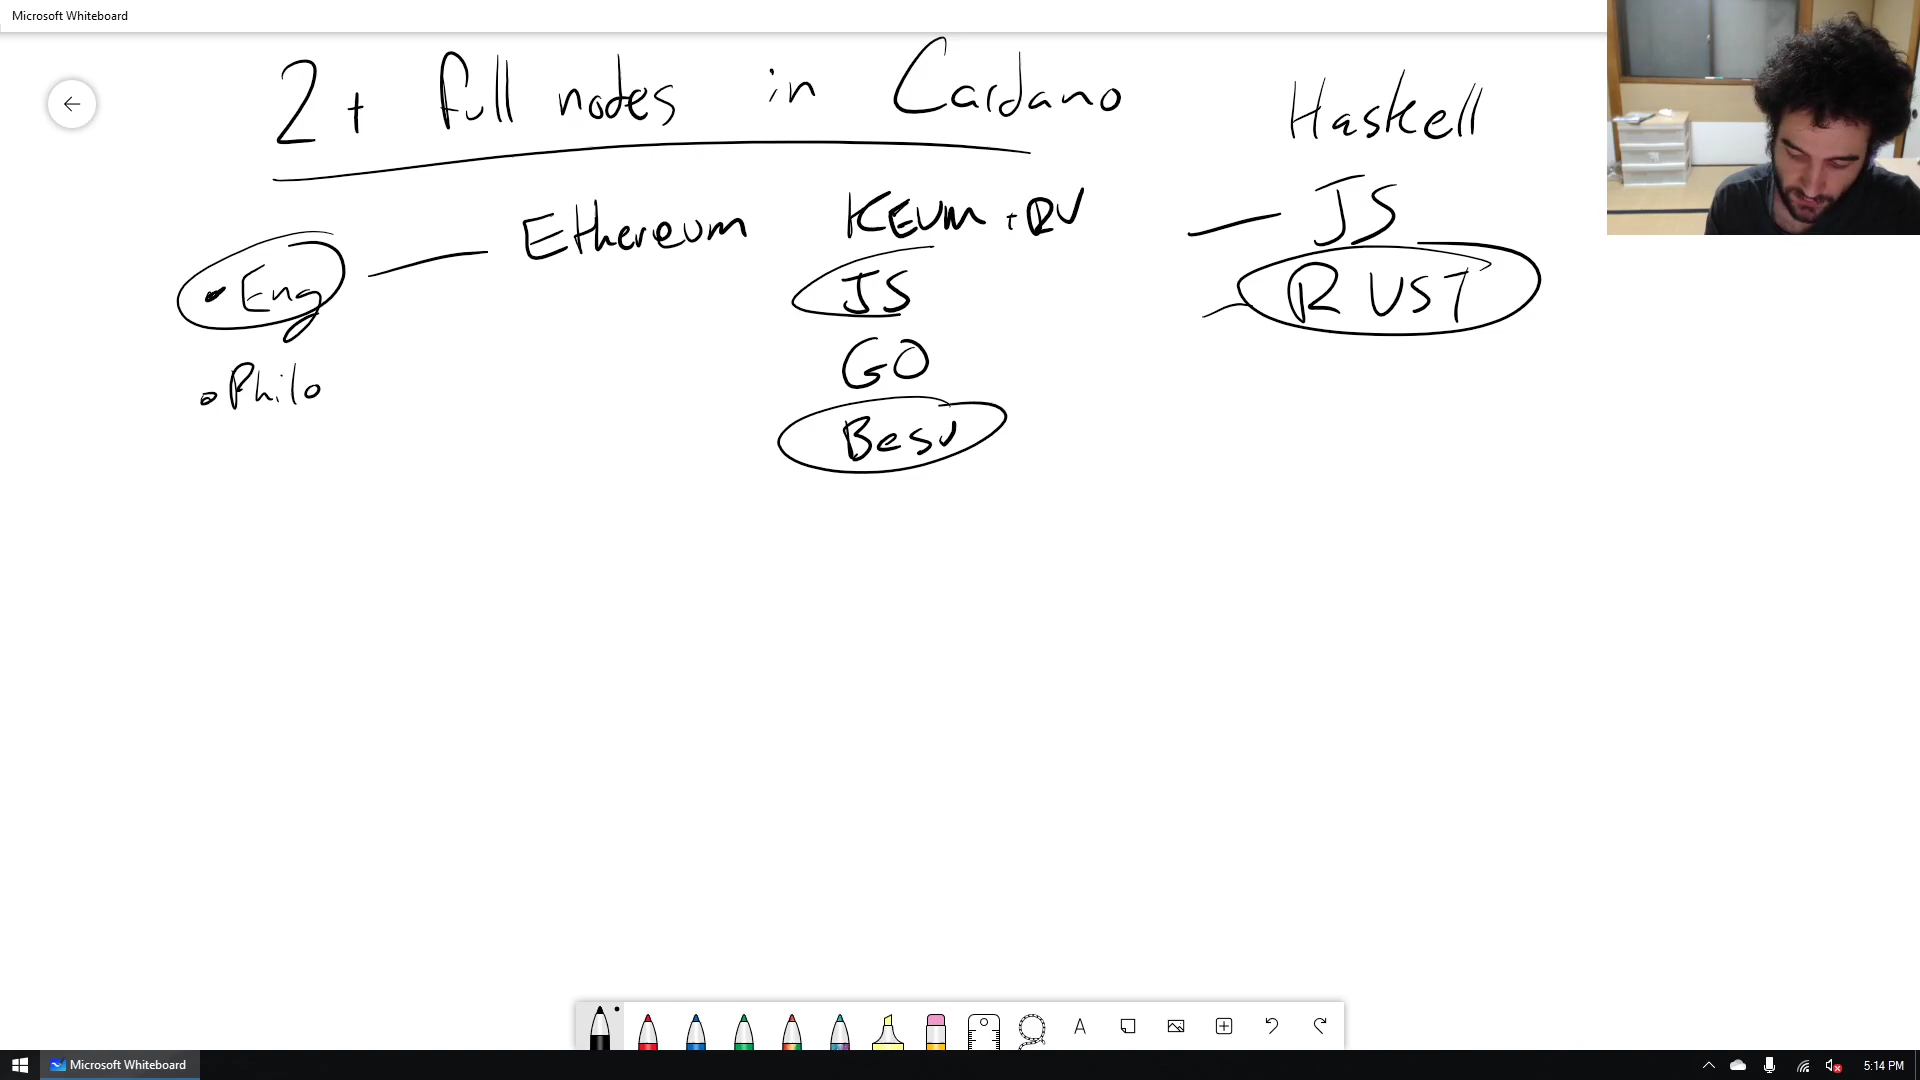 Microsoft Whiteboard
2+ full nodes in Cardano
Haskell
JS
RUST
• Eng
Ethereum
KEVM + RV
JS
GO
Besu
• Philo
A
Microsoft Whiteboard
5:14 PM